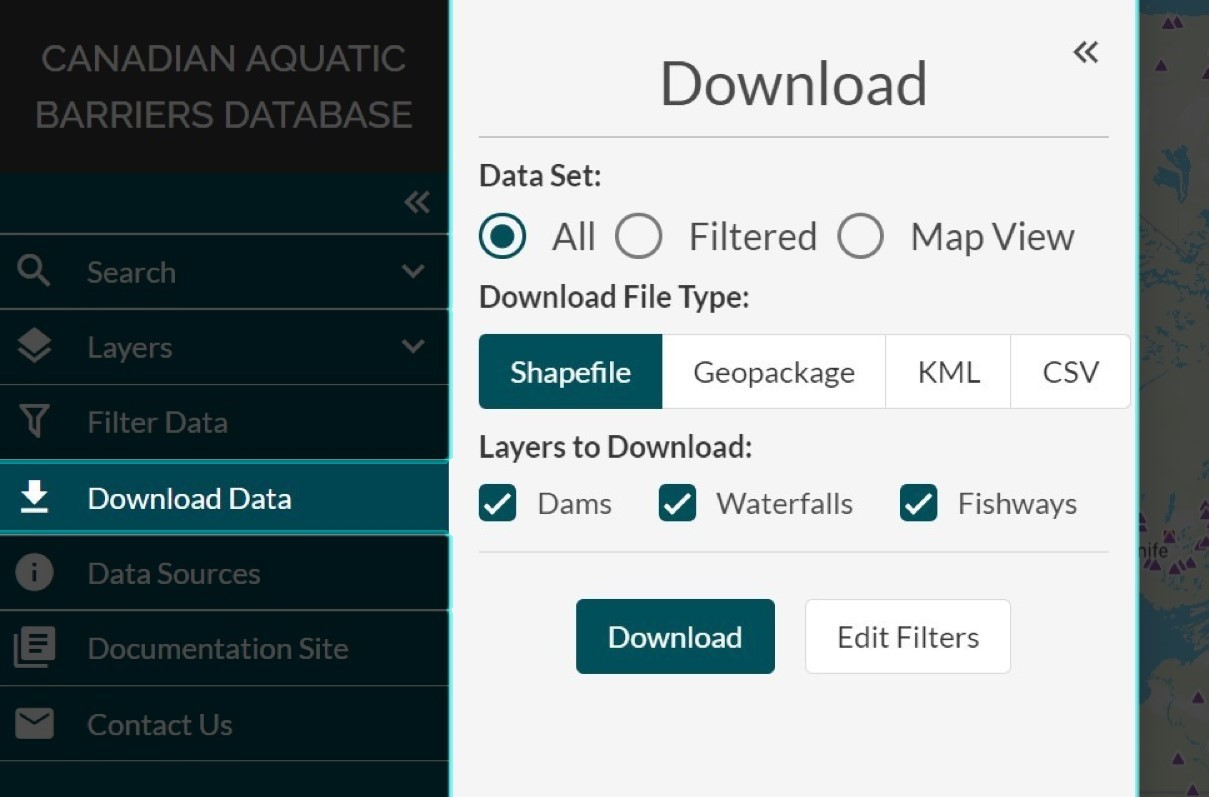 CANADIAN AQUATIC
BARRIERS DATABASE
Search
Layers
Filter Data
Download Data
Data Sources
Documentation Site
Contact Us
Download
Data Set:
All Filtered Map View
Download File Type:
Shapefile Geopackage KML CSV
Layers to Download:
Dams Waterfalls Fishways
Download Edit Filters